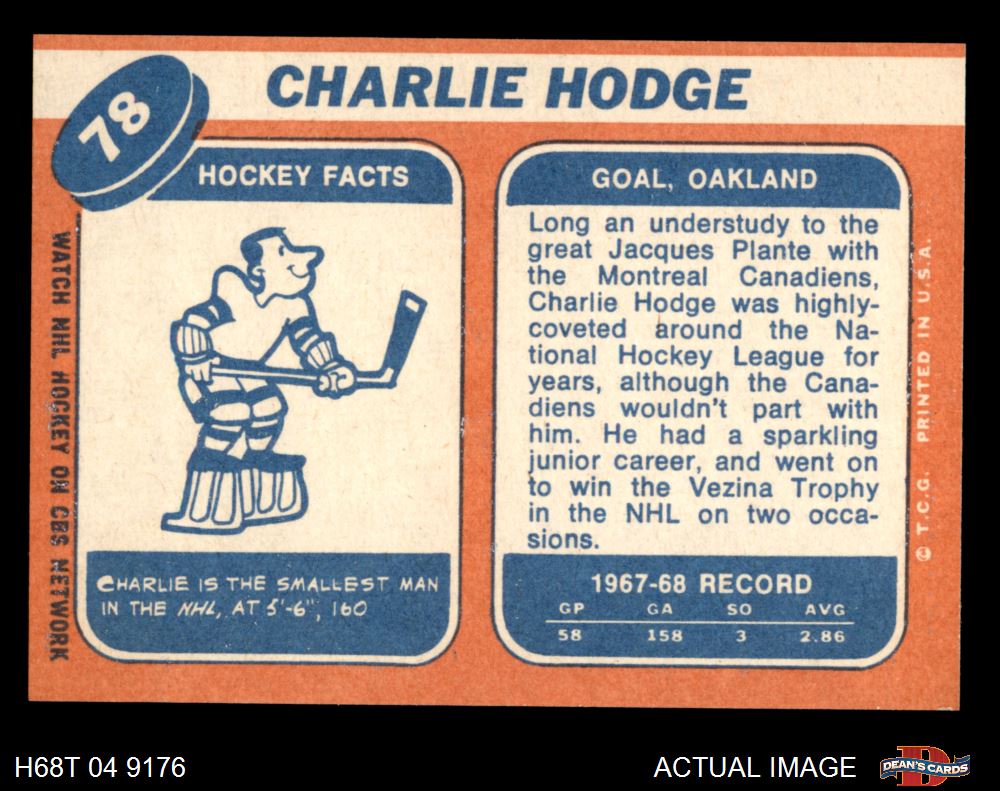 78
CHARLIE HODGE
HOCKEY FACTS
CHARLIE IS THE SMALLEST MAN
IN THE NHL, AT 5'-6", 160
WATCH NHL HOCKEY ON CBS NETWORK
GOAL, OAKLAND
Long an understudy to the
great Jacques Plante with
the Montreal Canadiens,
Charlie Hodge was highly-
coveted around the Na-
tional Hockey League for
years, although the Cana-
diens wouldn't part with
him. He had a sparkling
junior career, and went on
to win the Vezina Trophy
in the NHL on two occa-
sions.
1967-68 RECORD
GP GA SO AVG
58 158 3 2.86
© T.C.G. PRINTED IN U.S.A.
H68T 04 9176
ACTUAL IMAGE
D
DEAN'S CARDS